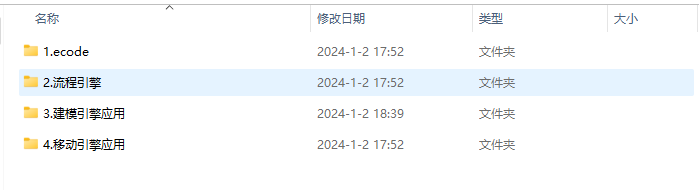 名称 修改日期 类型 大小
1.ecode 2024-1-2 17:52 文件夹
2.流程引擎 2024-1-2 17:52 文件夹
3.建模引擎应用 2024-1-2 18:39 文件夹
4.移动引擎应用 2024-1-2 17:52 文件夹